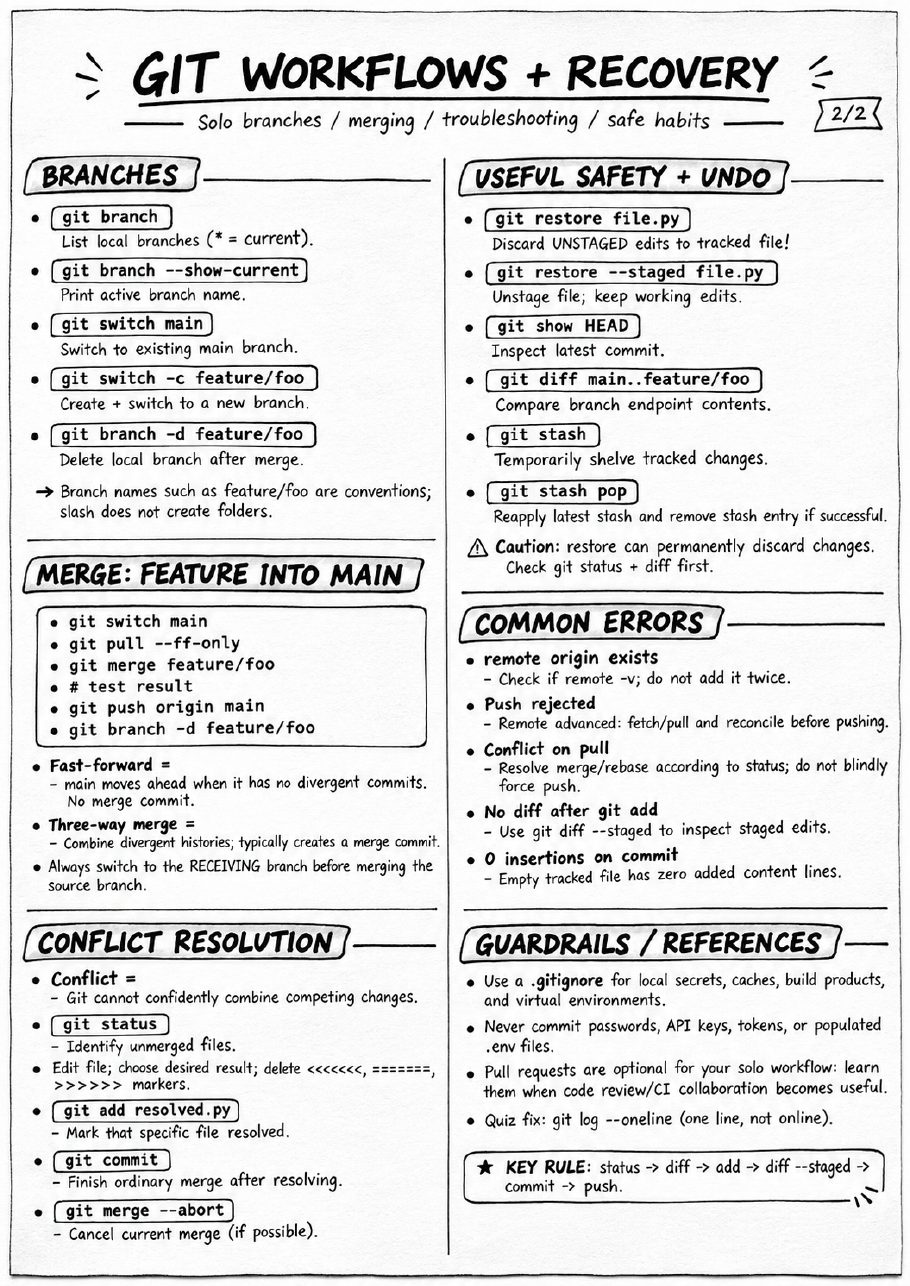 GIT WORKFLOWS + RECOVERY
Solo branches / merging / troubleshooting / safe habits
2/2
BRANCHES
• git branch
List local branches (* = current).
• git branch --show-current
Print active branch name.
• git switch main
Switch to existing main branch.
• git switch -c feature/foo
Create + switch to a new branch.
• git branch -d feature/foo
Delete local branch after merge.
→ Branch names such as feature/foo are conventions;
slash does not create folders.
MERGE: FEATURE INTO MAIN
• git switch main
• git pull --ff-only
• git merge feature/foo
• # test result
• git push origin main
• git branch -d feature/foo
• Fast-forward =
– main moves ahead when it has no divergent commits.
No merge commit.
• Three-way merge =
– Combine divergent histories; typically creates a merge commit.
• Always switch to the RECEIVING branch before merging the
source branch.
CONFLICT RESOLUTION
• Conflict =
– Git cannot confidently combine competing changes.
• git status
– Identify unmerged files.
• Edit file; choose desired result; delete <<<<<<<, =======,
>>>>>> markers.
• git add resolved.py
– Mark that specific file resolved.
• git commit
– Finish ordinary merge after resolving.
• git merge --abort
– Cancel current merge (if possible).
USEFUL SAFETY + UNDO
• git restore file.py
Discard UNSTAGED edits to tracked file!
• git restore --staged file.py
Unstage file; keep working edits.
• git show HEAD
Inspect latest commit.
• git diff main..feature/foo
Compare branch endpoint contents.
• git stash
Temporarily shelve tracked changes.
• git stash pop
Reapply latest stash and remove stash entry if successful.
⚠ Caution: restore can permanently discard changes.
Check git status + diff first.
COMMON ERRORS
• remote origin exists
– Check if remote -v; do not add it twice.
• Push rejected
– Remote advanced: fetch/pull and reconcile before pushing.
• Conflict on pull
– Resolve merge/rebase according to status; do not blindly
force push.
• No diff after git add
– Use git diff --staged to inspect staged edits.
• 0 insertions on commit
– Empty tracked file has zero added content lines.
GUARDRAILS / REFERENCES
• Use a .gitignore for local secrets, caches, build products,
and virtual environments.
• Never commit passwords, API keys, tokens, or populated
.env files.
• Pull requests are optional for your solo workflow: learn
them when code review/CI collaboration becomes useful.
• Quiz fix: git log --oneline (one line, not online).
★ KEY RULE: status -> diff -> add -> diff --staged ->
commit -> push.